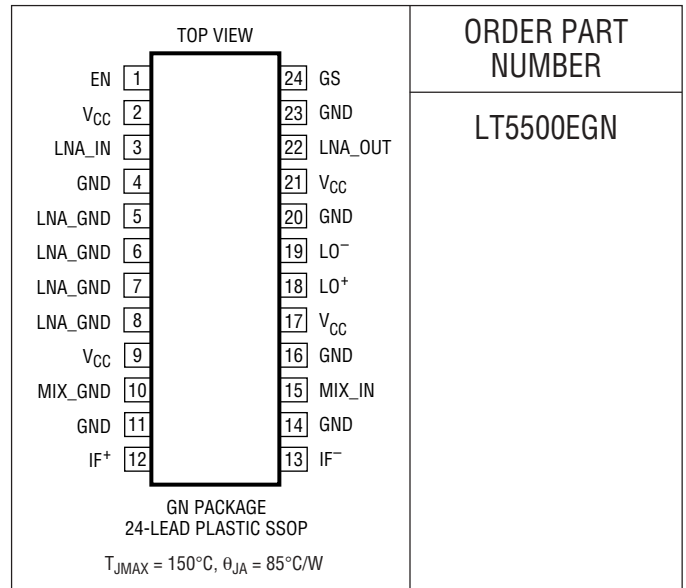 TOP VIEW
EN 1
VCC 2
LNA_IN 3
GND 4
LNA_GND 5
LNA_GND 6
LNA_GND 7
LNA_GND 8
VCC 9
MIX_GND 10
GND 11
IF+ 12
24 GS
23 GND
22 LNA_OUT
21 VCC
20 GND
19 LO–
18 LO+
17 VCC
16 GND
15 MIX_IN
14 GND
13 IF–
GN PACKAGE
24-LEAD PLASTIC SSOP
TJMAX = 150°C, θJA = 85°C/W
ORDER PART
NUMBER
LT5500EGN